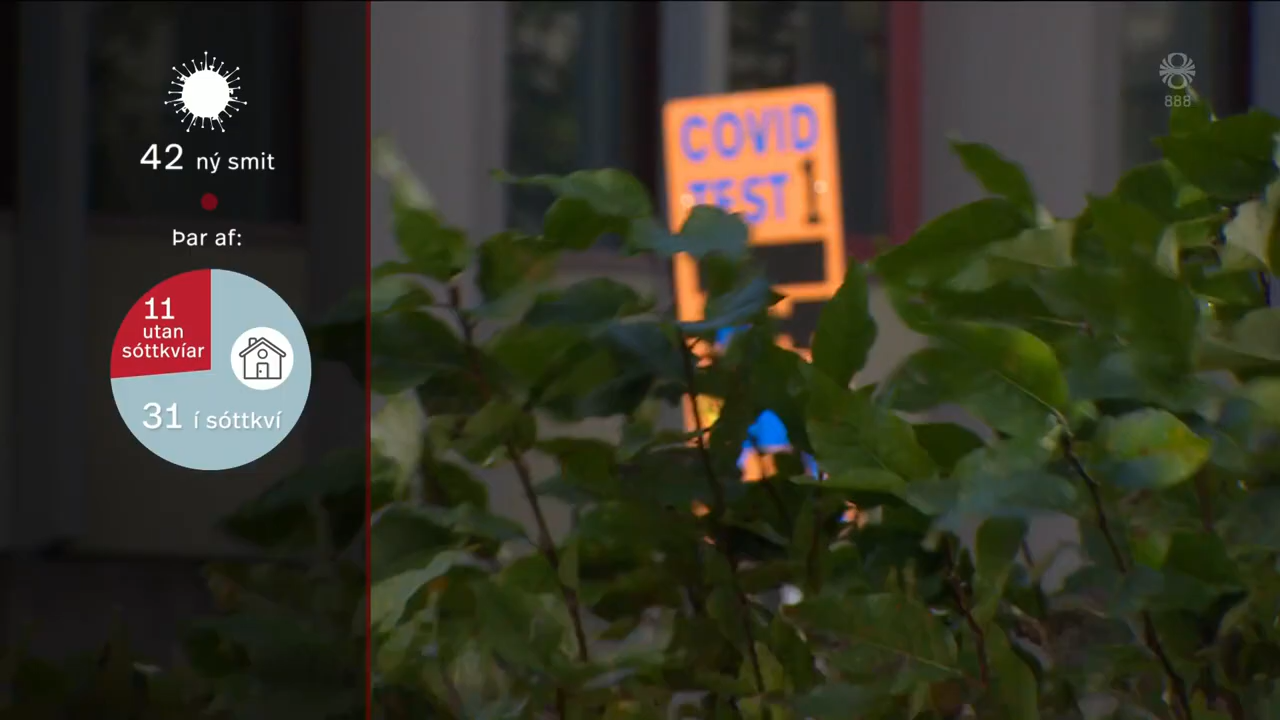 42 ný smit
Þar af:
11
utan
sóttkvíar
31 í sóttkví
COVID
TEST
888